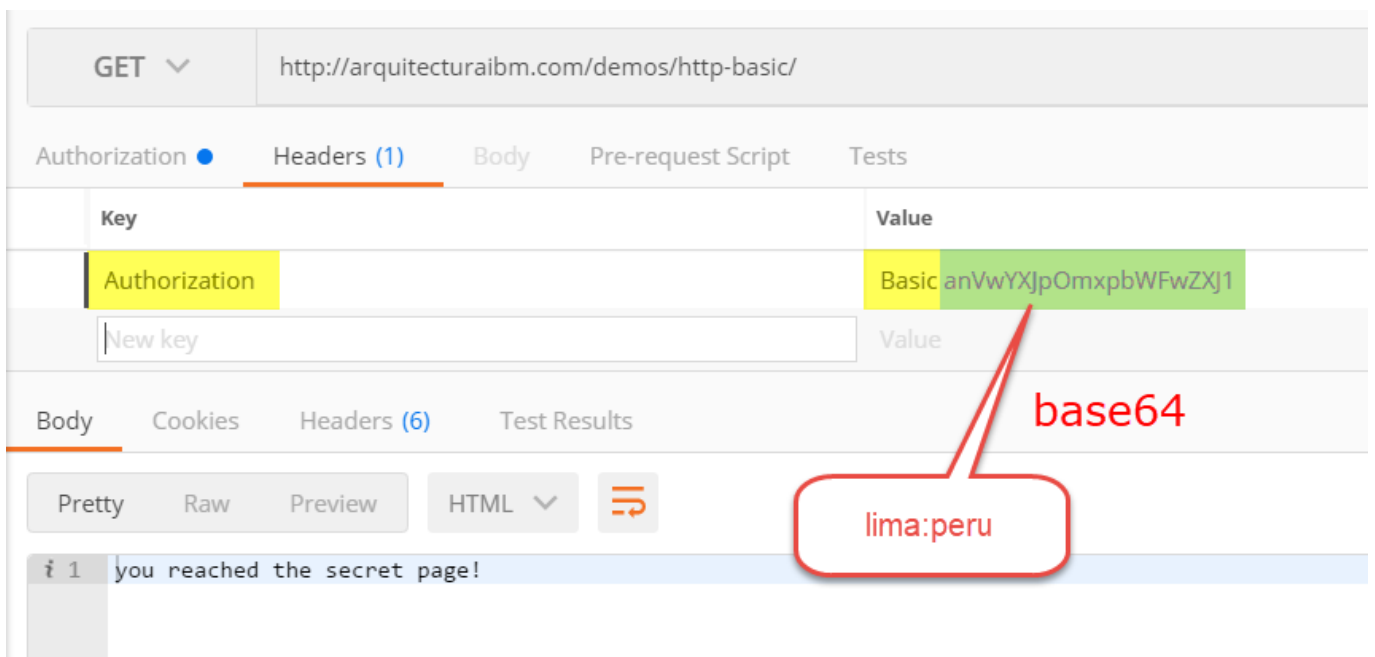 GET http://arquitecturaibm.com/demos/http-basic/
Authorization Headers (1) Body Pre-request Script Tests
Key Value
Authorization Basic anVwYXJpOmxpbWFwZXJ1
New key Value
Body Cookies Headers (6) Test Results
base64
Pretty Raw Preview HTML
lima:peru
i 1 you reached the secret page!